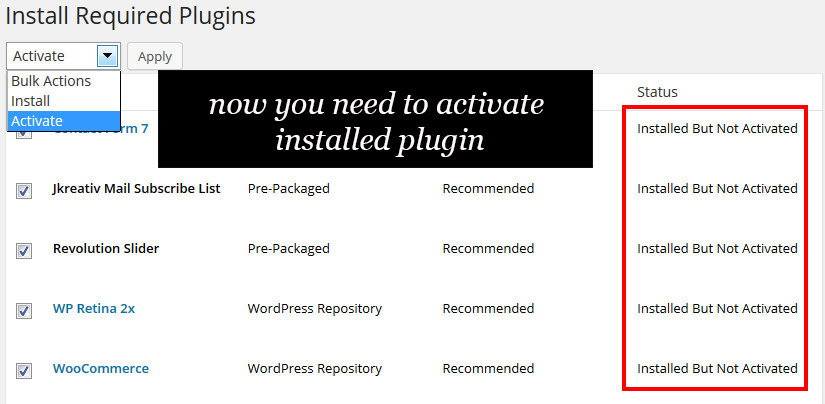 Install Required Plugins
Activate Apply
Bulk Actions
Install
Activate
now you need to activate
installed plugin
Status
Contact Form 7 Installed But Not Activated
Jkreativ Mail Subscribe List Pre-Packaged Recommended Installed But Not Activated
Revolution Slider Pre-Packaged Recommended Installed But Not Activated
WP Retina 2x WordPress Repository Recommended Installed But Not Activated
WooCommerce WordPress Repository Recommended Installed But Not Activated